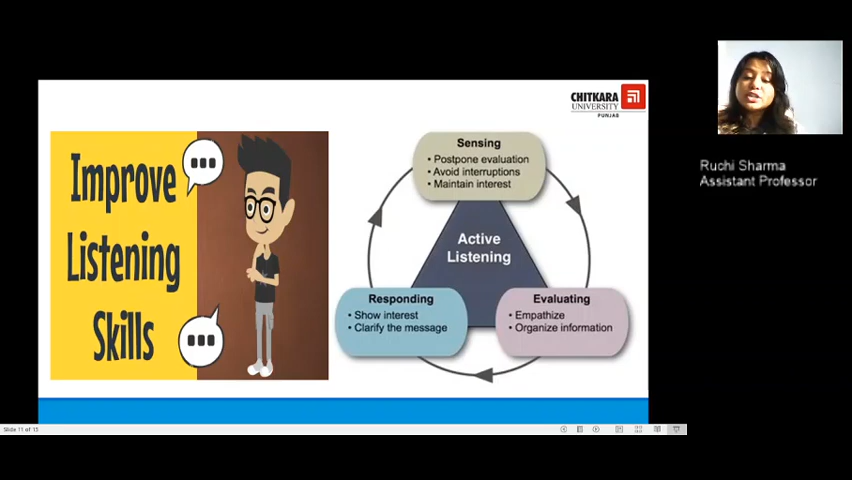 CHITKARA
UNIVERSITY
PUNJAB
Improve
Listening
Skills
Sensing
• Postpone evaluation
• Avoid interruptions
• Maintain interest
Active
Listening
Responding
• Show interest
• Clarify the message
Evaluating
• Empathize
• Organize information
Ruchi Sharma
Assistant Professor
Slide 11 of 15